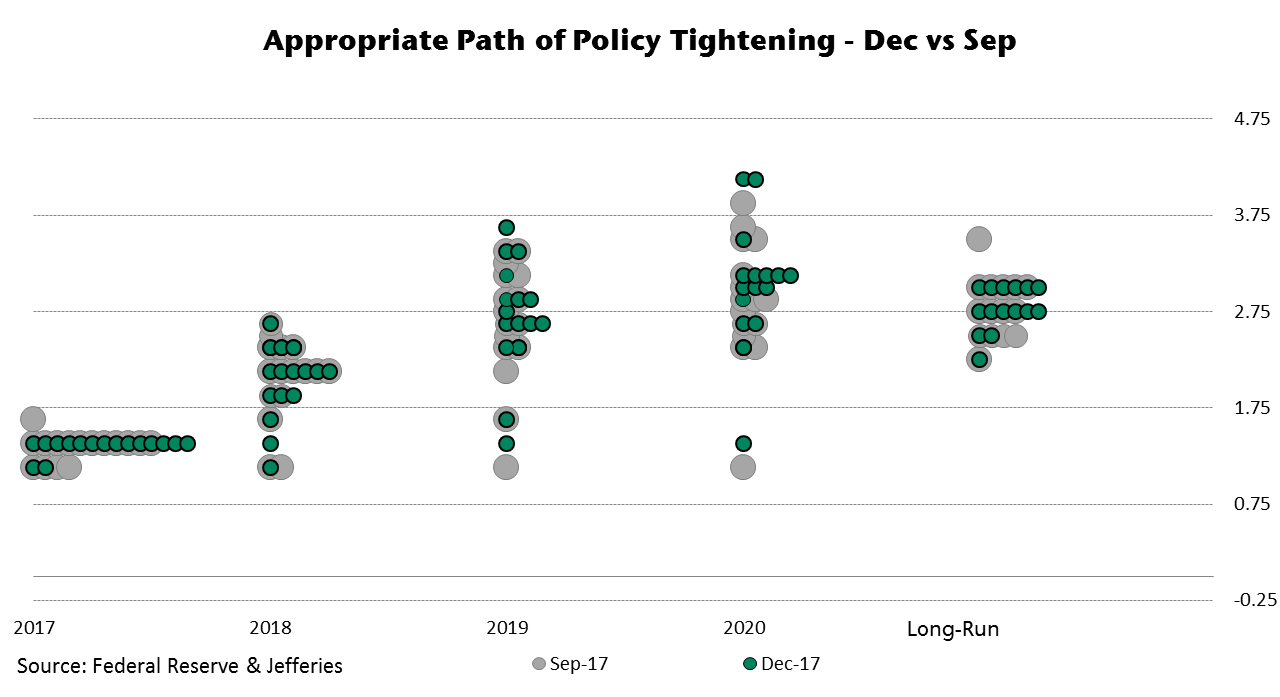 Appropriate Path of Policy Tightening - Dec vs Sep
4.75
3.75
2.75
1.75
0.75
-0.25
2017 2018 2019 2020 Long-Run
Source: Federal Reserve & Jefferies
Sep-17 Dec-17